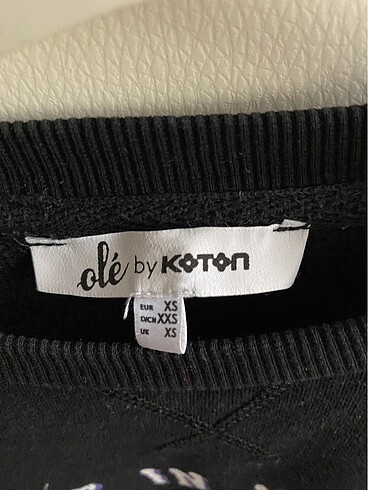 olé by KOTON
EUR XS
D/CH XXS
UK XS